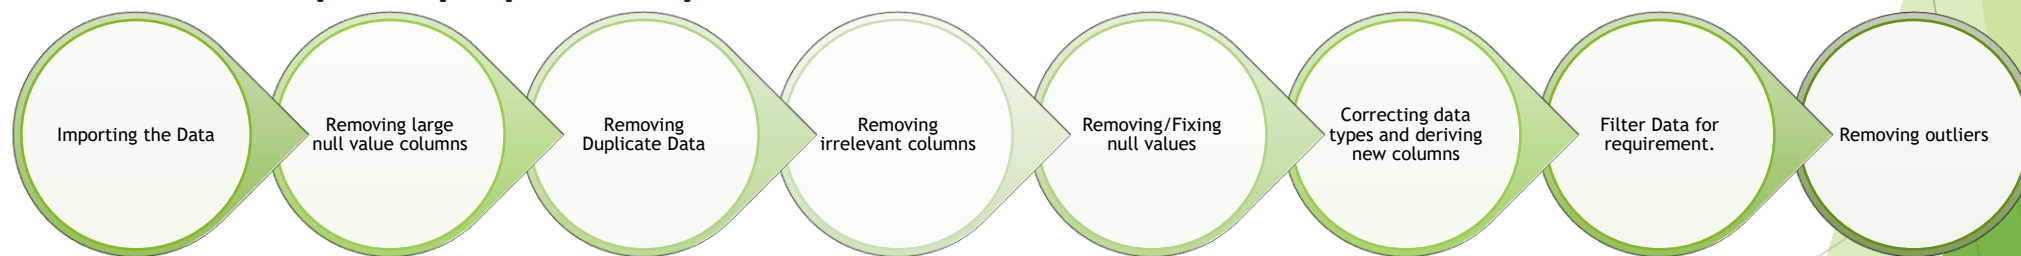 Importing the Data
Removing large
null value columns
Removing
Duplicate Data
Removing
irrelevant columns
Removing/Fixing
null values
Correcting data
types and deriving
new columns
Filter Data for
requirement.
Removing outliers